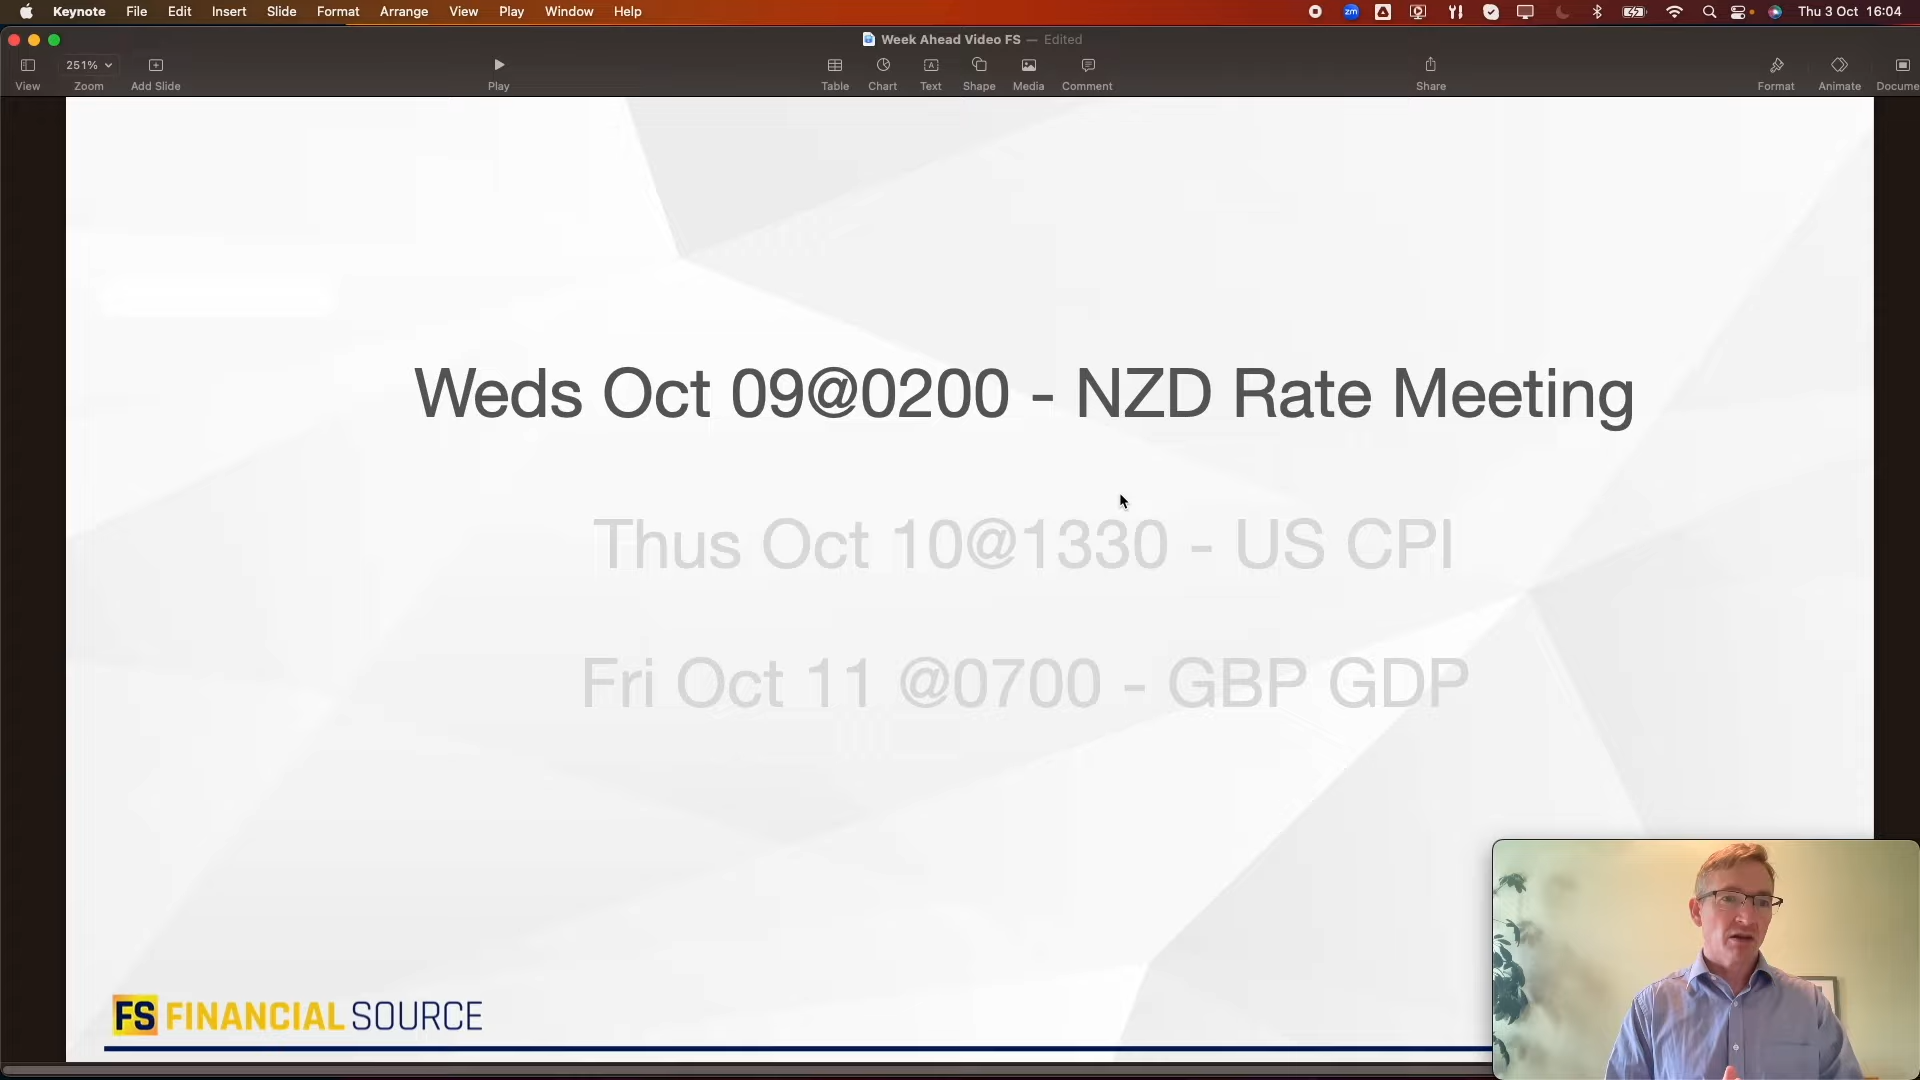 Keynote File Edit Insert Slide Format Arrange View Play Window Help zm Thu 3 Oct 16:04
Week Ahead Video FS — Edited
251%
View Zoom Add Slide Play Table Chart Text Shape Media Comment Share Format Animate Docume
Weds Oct 09@0200 - NZD Rate Meeting
Thus Oct 10@1330 - US CPI
Fri Oct 11 @0700 - GBP GDP
FS FINANCIAL SOURCE